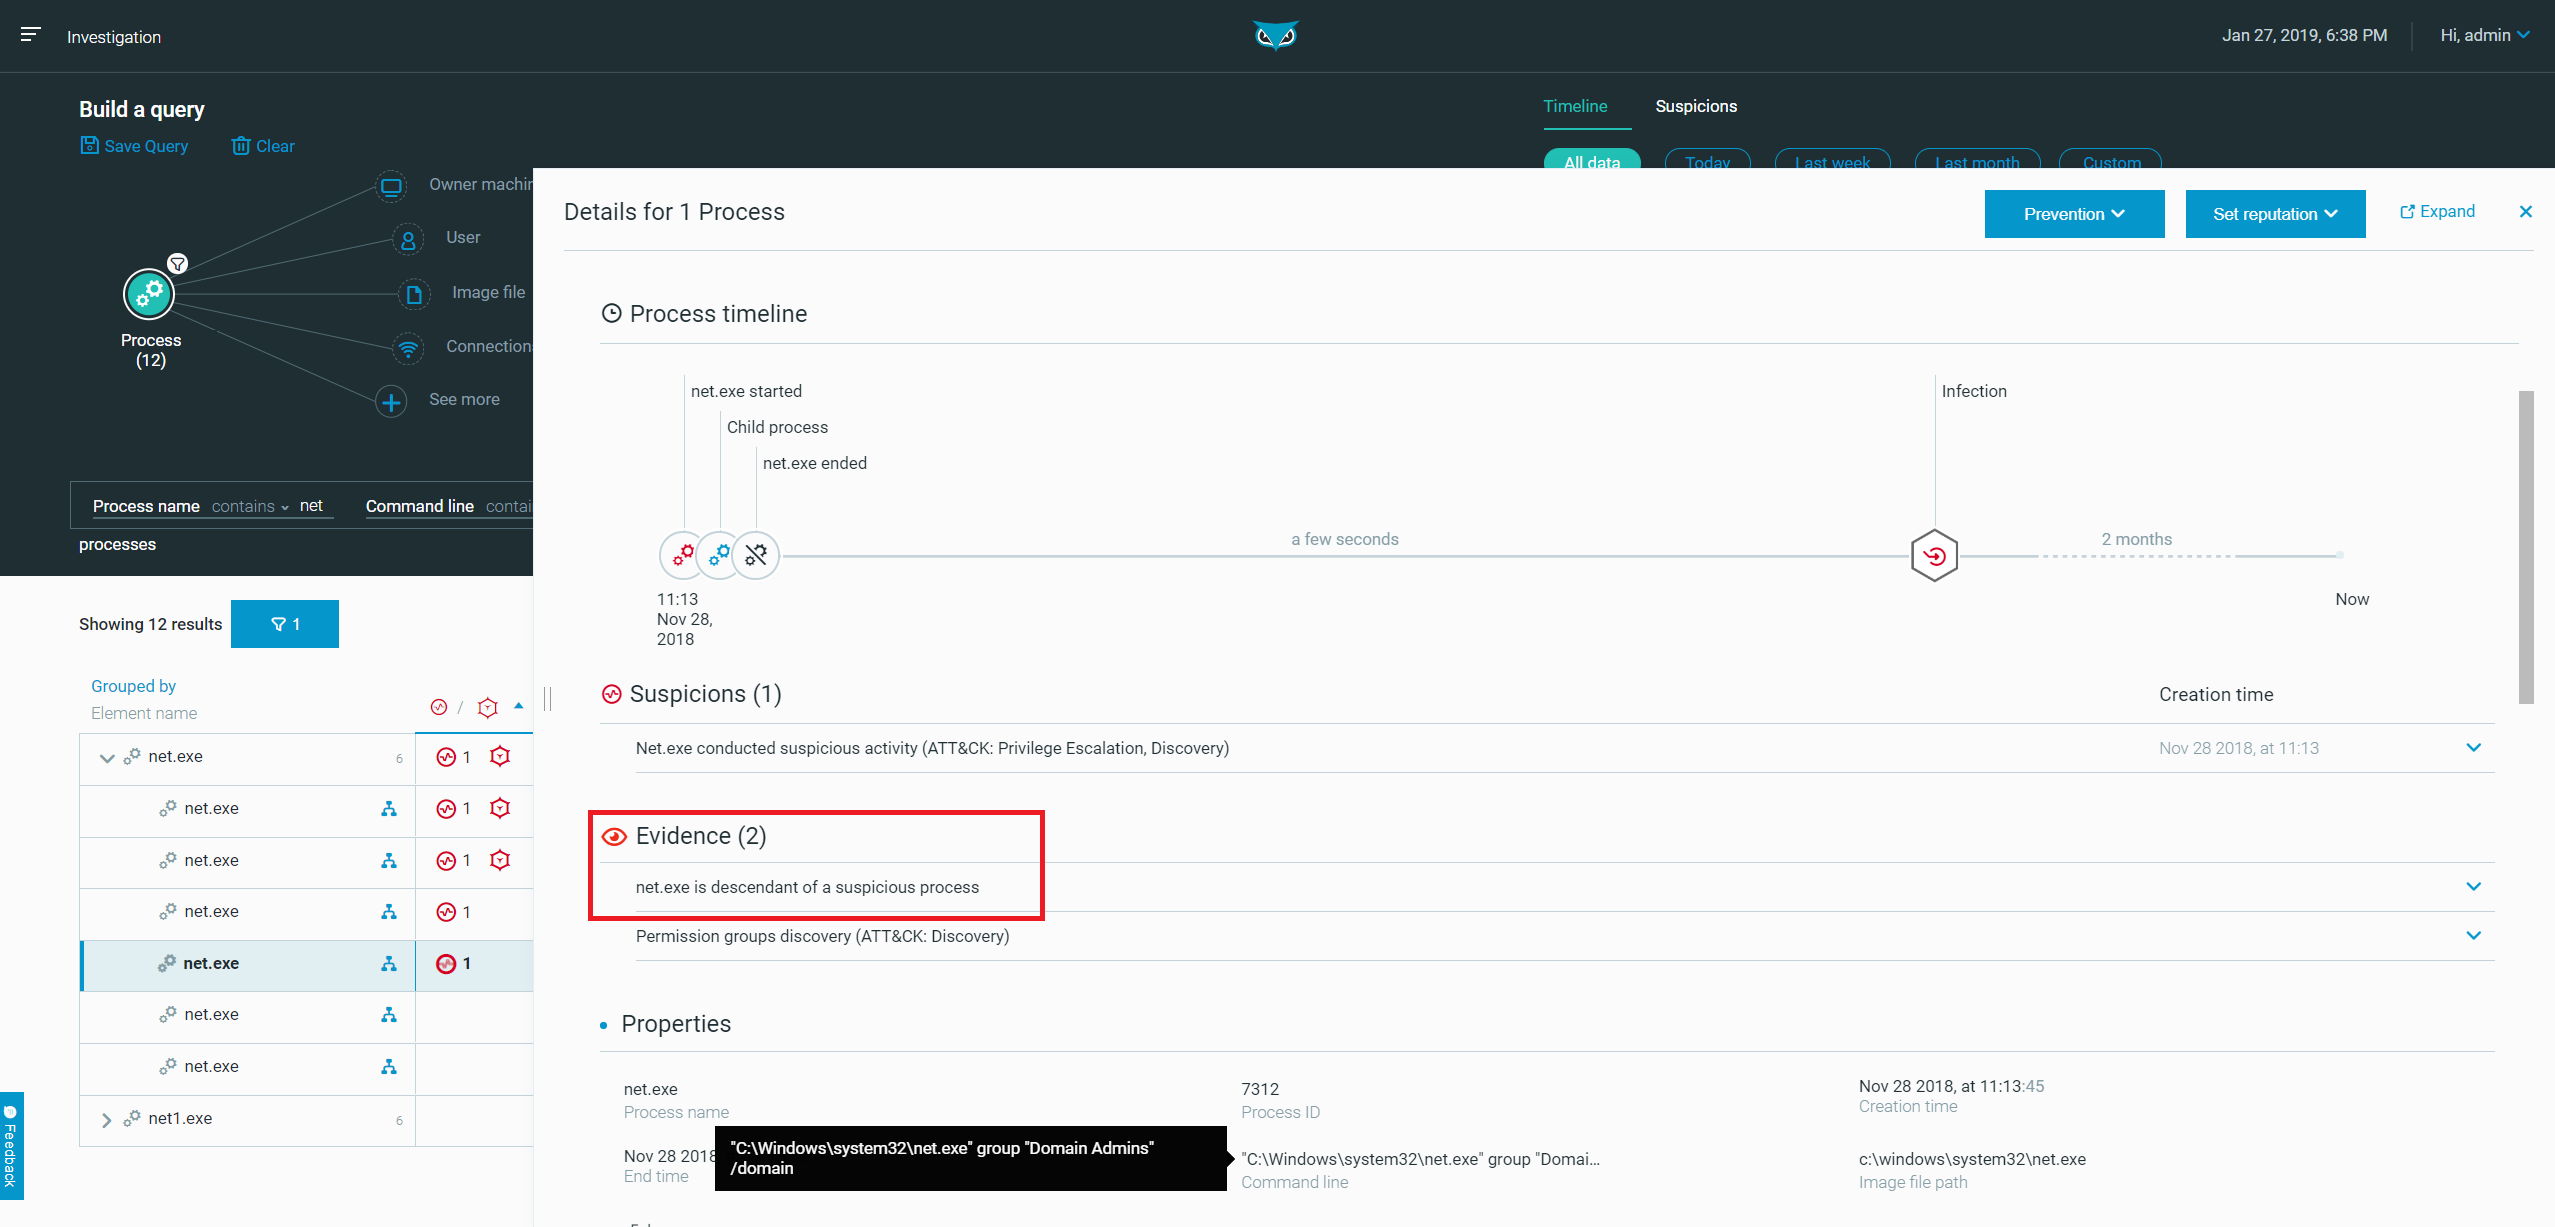 Investigation
Jan 27, 2019, 6:38 PM
Hi, admin
Build a query
Save Query
Clear
Timeline
Suspicions
All data
Today
Last week
Last month
Custom
User
Image file
See more
Process
(12)
Process name contains net
Command line
processes
Showing 12 results
1
Grouped by
Element name
/
net.exe 6 1
net.exe 1
net.exe 1
net.exe 1
net.exe 1
net.exe
net.exe
net1.exe 6
Feedback
Details for 1 Process
Prevention
Set reputation
Expand
Process timeline
net.exe started
Child process
net.exe ended
Infection
a few seconds
2 months
11:13
Nov 28,
2018
Now
Suspicions (1)
Creation time
Net.exe conducted suspicious activity (ATT&CK: Privilege Escalation, Discovery)
Nov 28 2018, at 11:13
Evidence (2)
net.exe is descendant of a suspicious process
Permission groups discovery (ATT&CK: Discovery)
Properties
net.exe
Process name
7312
Process ID
Nov 28 2018, at 11:13:45
Creation time
Nov 28 2018
End time
"C:\Windows\system32\net.exe" group "Domain Admins"
/domain
"C:\Windows\system32\net.exe" group "Domai...
Command line
c:\windows\system32\net.exe
Image file path